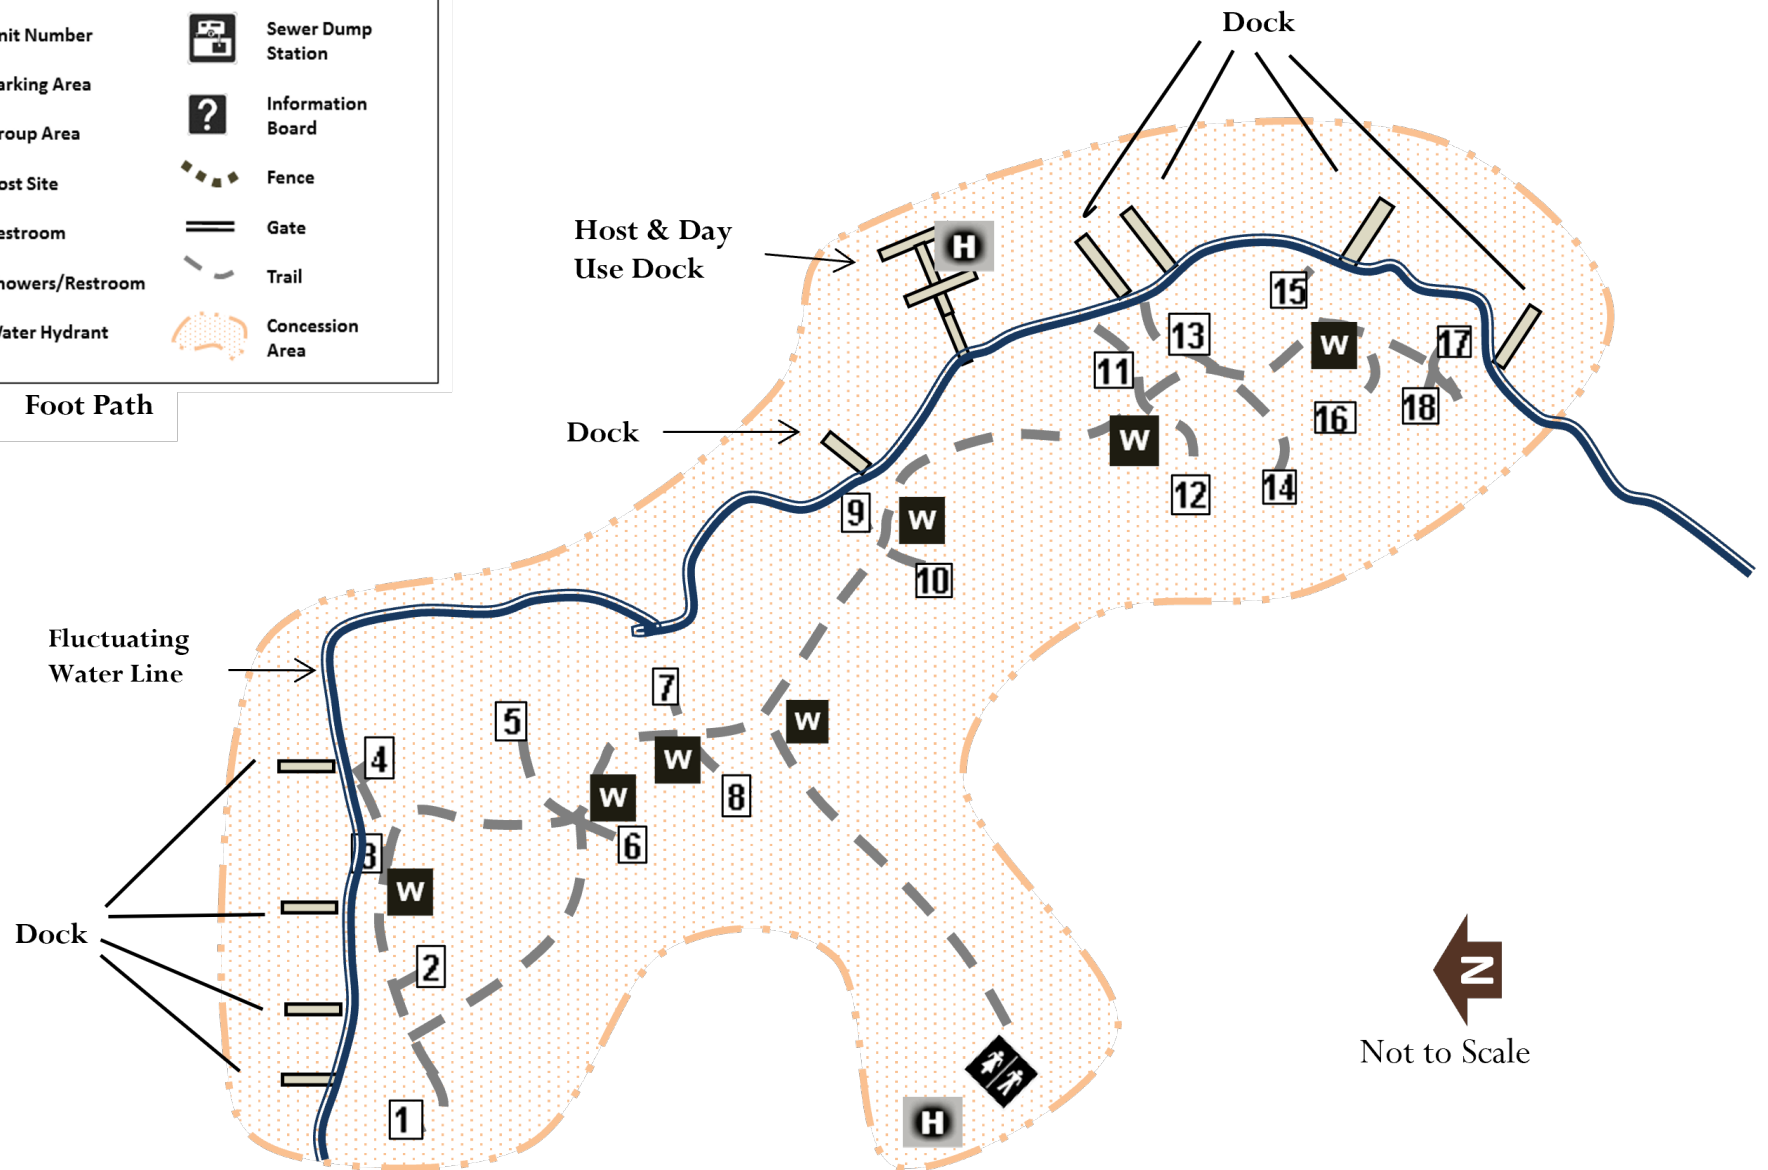 nit Number
arking Area
roup Area
ost Site
estroom
howers/Restroom
Vater Hydrant
Sewer Dump
Station
?
Information
Board
Fence
Gate
Trail
Concession
Area
Foot Path
Dock
Host & Day
Use Dock
H
15
13
W
17
11
18
16
Dock
W
12
14
9
W
10
Fluctuating
Water Line
7
5
W
4
W
W
8
6
3
W
Dock
2
N
Not to Scale
1
H